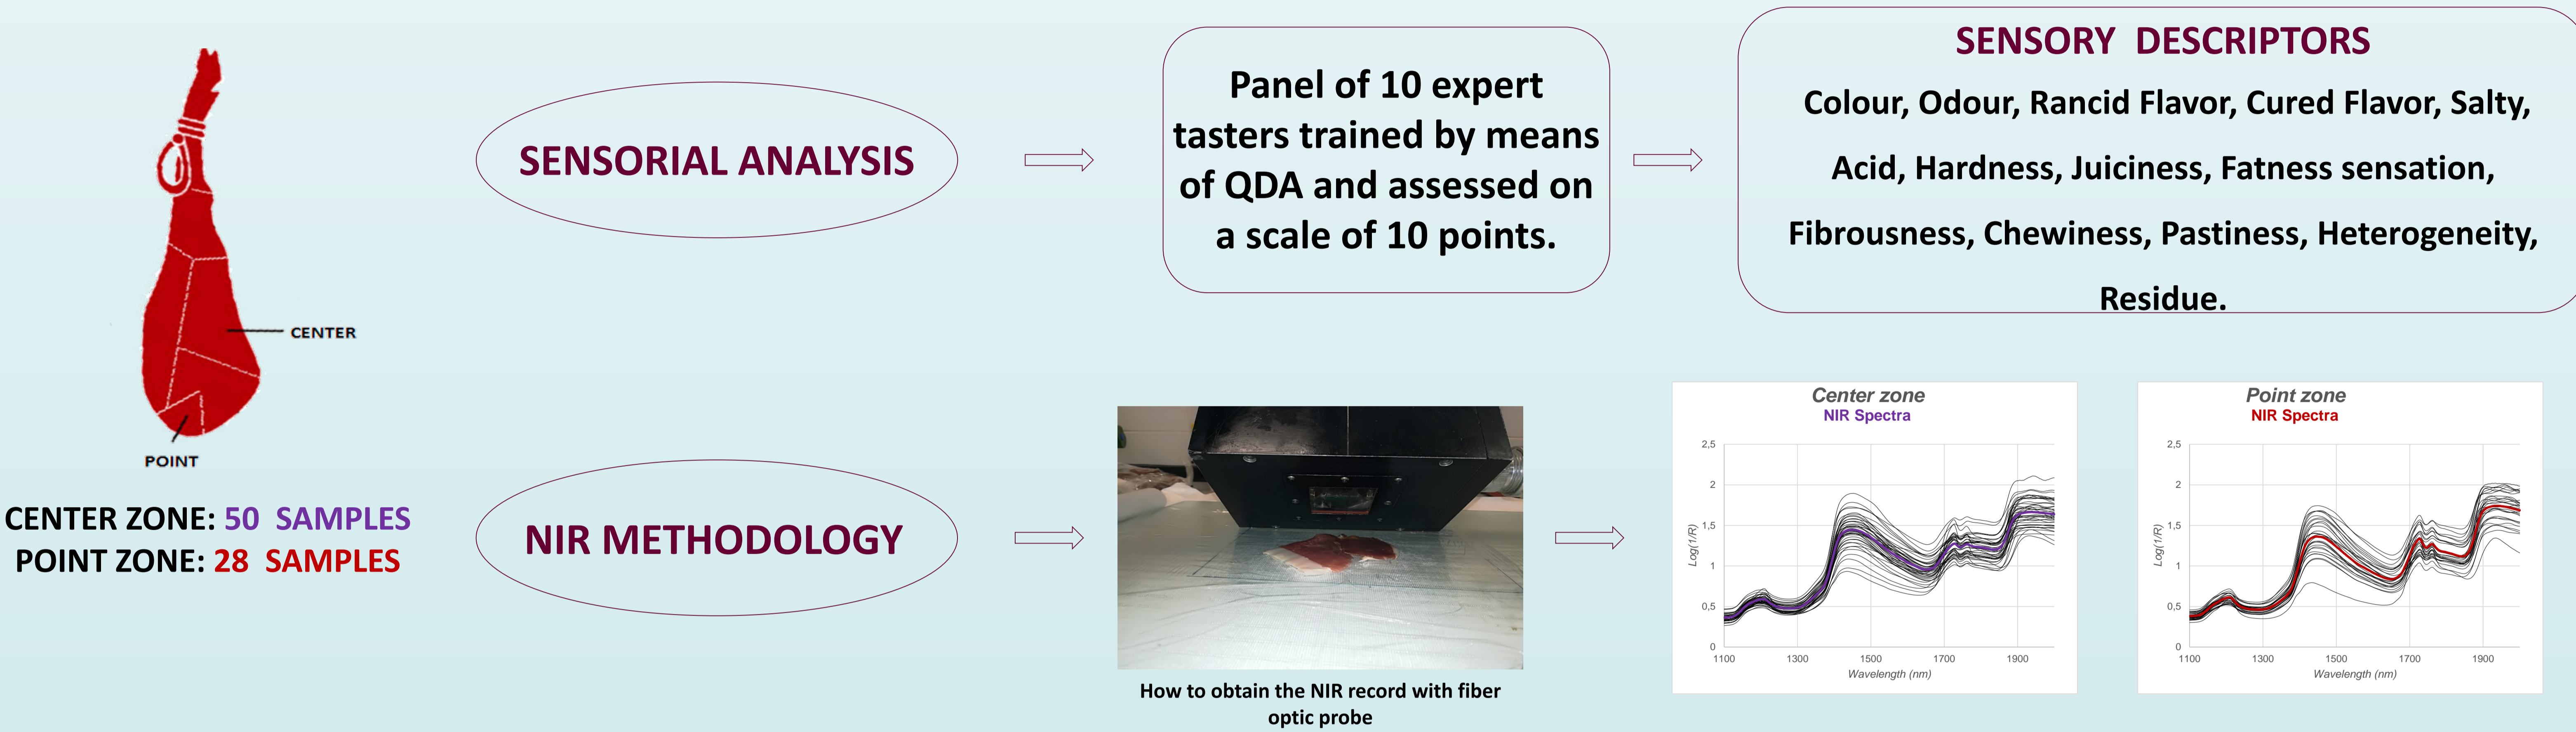 CENTER
POINT
CENTER ZONE: 50 SAMPLES
POINT ZONE: 28 SAMPLES
SENSORIAL ANALYSIS
Panel of 10 expert
tasters trained by means
of QDA and assessed on
a scale of 10 points.
SENSORY DESCRIPTORS
Colour, Odour, Rancid Flavor, Cured Flavor, Salty,
Acid, Hardness, Juiciness, Fatness sensation,
Fibrousness, Chewiness, Pastiness, Heterogeneity,
Residue.
NIR METHODOLOGY
How to obtain the NIR record with fiber
optic probe
Center zone
NIR Spectra
2,5
2
1,5
1
0,5
0
Log(1/R)
1100 1300 1500 1700 1900
Wavelength (nm)
Point zone
NIR Spectra
2,5
2
1,5
1
0,5
0
Log(1/R)
1100 1300 1500 1700 1900
Wavelength (nm)